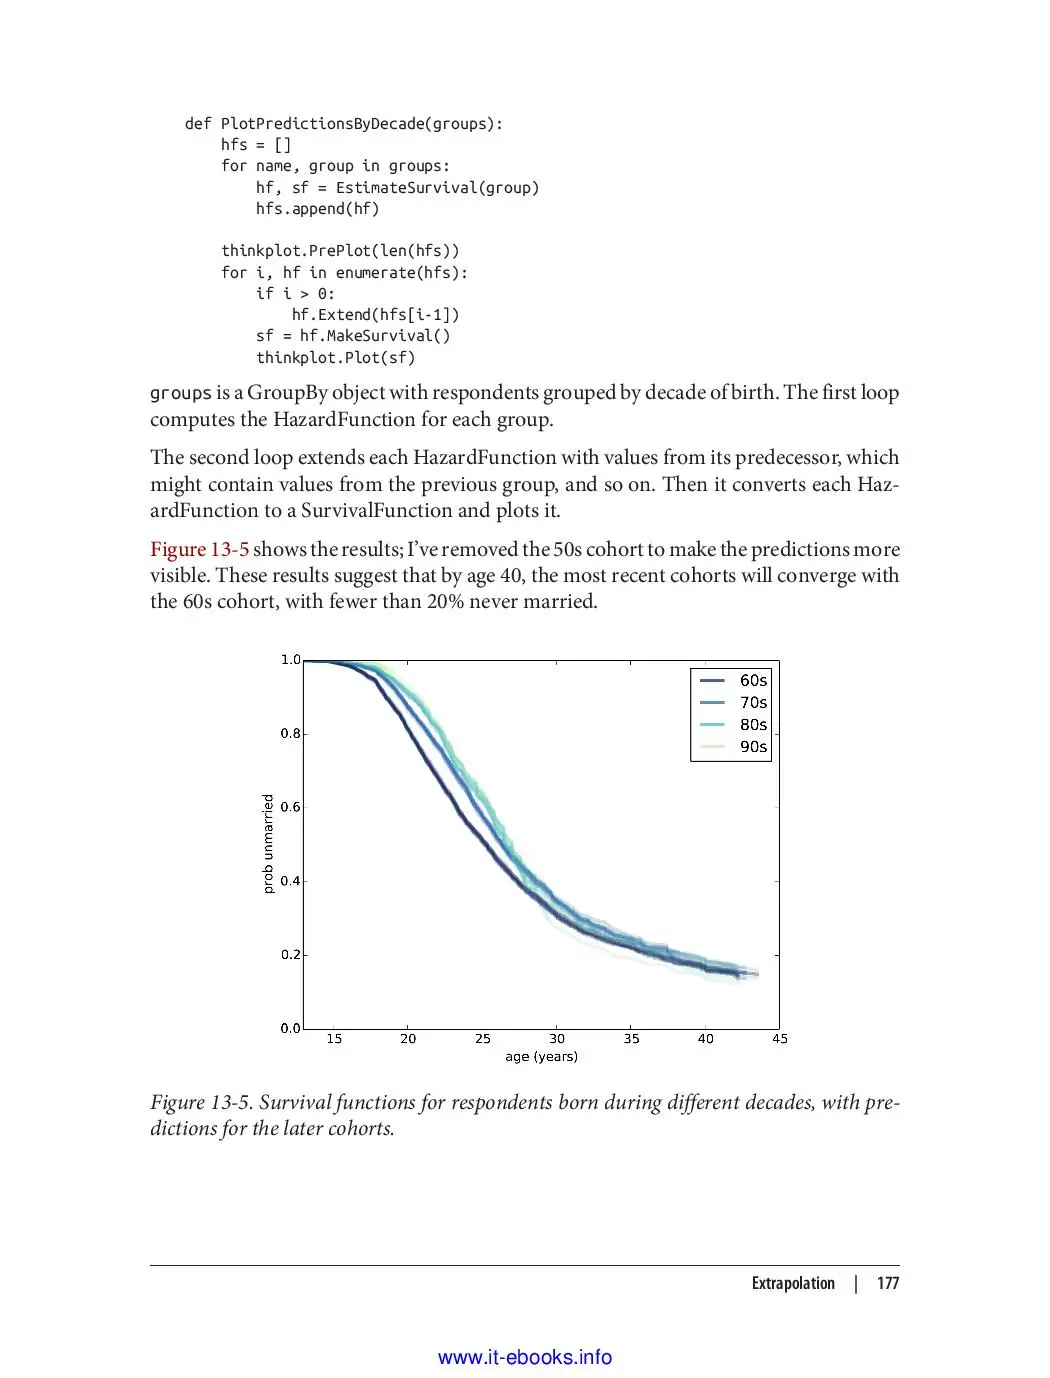 def PlotPredictionsByDecade(groups):
    hfs = []
    for name, group in groups:
        hf, sf = EstimateSurvival(group)
        hfs.append(hf)

    thinkplot.PrePlot(len(hfs))
    for i, hf in enumerate(hfs):
        if i > 0:
            hf.Extend(hfs[i-1])
        sf = hf.MakeSurvival()
        thinkplot.Plot(sf)
groups is a GroupBy object with respondents grouped by decade of birth. The first loop
computes the HazardFunction for each group.
The second loop extends each HazardFunction with values from its predecessor, which
might contain values from the previous group, and so on. Then it converts each Haz-
ardFunction to a SurvivalFunction and plots it.
Figure 13-5 shows the results; I’ve removed the 50s cohort to make the predictions more
visible. These results suggest that by age 40, the most recent cohorts will converge with
the 60s cohort, with fewer than 20% never married.
1.0
0.8
0.6
0.4
0.2
0.0
prob unmarried
60s
70s
80s
90s
15 20 25 30 35 40 45
age (years)
Figure 13-5. Survival functions for respondents born during different decades, with pre-
dictions for the later cohorts.
Extrapolation | 177
www.it-ebooks.info